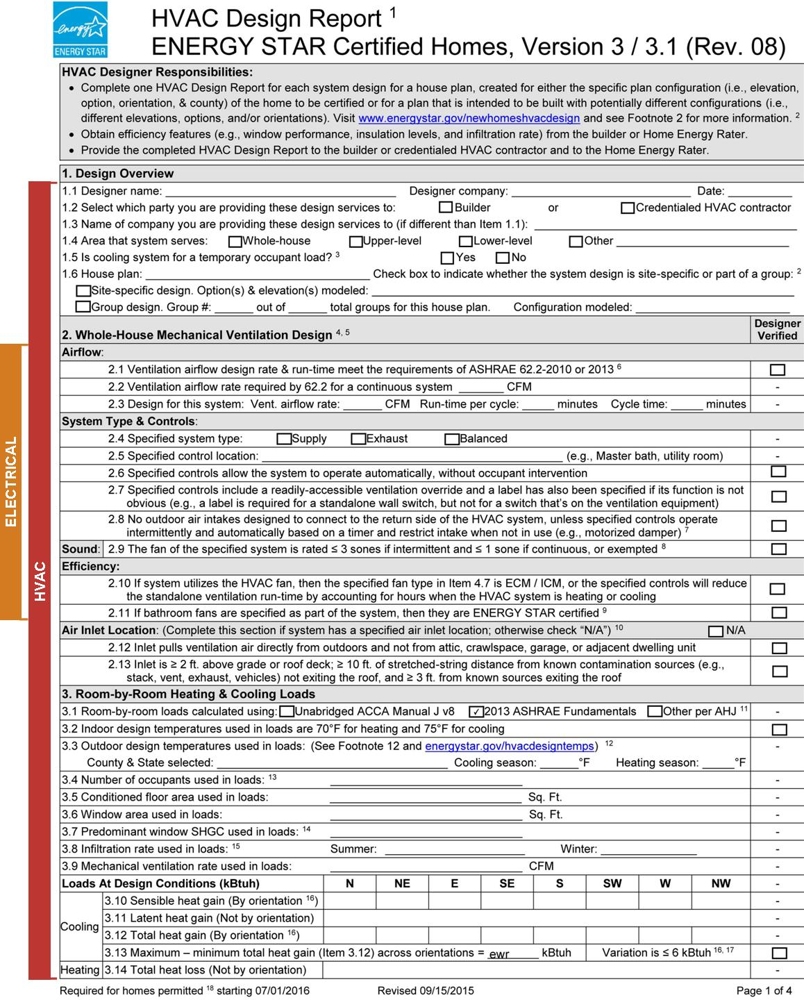 HVAC Design Report 1
ENERGY STAR Certified Homes, Version 3 / 3.1 (Rev. 08)
energy
ENERGY STAR
HVAC Designer Responsibilities:
• Complete one HVAC Design Report for each system design for a house plan, created for either the specific plan configuration (i.e., elevation,
option, orientation, & county) of the home to be certified or for a plan that is intended to be built with potentially different configurations (i.e.,
different elevations, options, and/or orientations). Visit www.energystar.gov/newhomeshvacdesign and see Footnote 2 for more information. 2
• Obtain efficiency features (e.g., window performance, insulation levels, and infiltration rate) from the builder or Home Energy Rater.
• Provide the completed HVAC Design Report to the builder or credentialed HVAC contractor and to the Home Energy Rater.
1. Design Overview
1.1 Designer name: ____ Designer company: ____ Date: ____
1.2 Select which party you are providing these design services to: ☐ Builder or ☐ Credentialed HVAC contractor
1.3 Name of company you are providing these design services to (if different than Item 1.1): ____
1.4 Area that system serves: ☐ Whole-house ☐ Upper-level ☐ Lower-level ☐ Other ____
1.5 Is cooling system for a temporary occupant load? 3 ☐ Yes ☐ No
1.6 House plan: ____ Check box to indicate whether the system design is site-specific or part of a group: 2
☐ Site-specific design. Option(s) & elevation(s) modeled: ____
☐ Group design. Group #: ____ out of ____ total groups for this house plan. Configuration modeled: ____
2. Whole-House Mechanical Ventilation Design 4, 5 Designer Verified
Airflow:
2.1 Ventilation airflow design rate & run-time meet the requirements of ASHRAE 62.2-2010 or 2013 6 ☐
2.2 Ventilation airflow rate required by 62.2 for a continuous system ____ CFM -
2.3 Design for this system: Vent. airflow rate: ____ CFM Run-time per cycle: ____ minutes Cycle time: ____ minutes -
System Type & Controls:
2.4 Specified system type: ☐ Supply ☐ Exhaust ☐ Balanced -
2.5 Specified control location: ____ (e.g., Master bath, utility room) -
2.6 Specified controls allow the system to operate automatically, without occupant intervention ☐
2.7 Specified controls include a readily-accessible ventilation override and a label has also been specified if its function is not
obvious (e.g., a label is required for a standalone wall switch, but not for a switch that's on the ventilation equipment) ☐
2.8 No outdoor air intakes designed to connect to the return side of the HVAC system, unless specified controls operate
intermittently and automatically based on a timer and restrict intake when not in use (e.g., motorized damper) 7 ☐
Sound: 2.9 The fan of the specified system is rated ≤ 3 sones if intermittent and ≤ 1 sone if continuous, or exempted 8 ☐
Efficiency:
2.10 If system utilizes the HVAC fan, then the specified fan type in Item 4.7 is ECM / ICM, or the specified controls will reduce
the standalone ventilation run-time by accounting for hours when the HVAC system is heating or cooling ☐
2.11 If bathroom fans are specified as part of the system, then they are ENERGY STAR certified 9 ☐
Air Inlet Location: (Complete this section if system has a specified air inlet location; otherwise check “N/A”) 10 ☐ N/A
2.12 Inlet pulls ventilation air directly from outdoors and not from attic, crawlspace, garage, or adjacent dwelling unit ☐
2.13 Inlet is ≥ 2 ft. above grade or roof deck; ≥ 10 ft. of stretched-string distance from known contamination sources (e.g.,
stack, vent, exhaust, vehicles) not exiting the roof, and ≥ 3 ft. from known sources exiting the roof ☐
3. Room-by-Room Heating & Cooling Loads
3.1 Room-by-room loads calculated using: ☐ Unabridged ACCA Manual J v8 ☑ 2013 ASHRAE Fundamentals ☐ Other per AHJ 11 -
3.2 Indoor design temperatures used in loads are 70°F for heating and 75°F for cooling ☐
3.3 Outdoor design temperatures used in loads: (See Footnote 12 and energystar.gov/hvacdesigntemps) 12 -
County & State selected: ____ Cooling season: ____°F Heating season: ____°F
3.4 Number of occupants used in loads: 13 ____ -
3.5 Conditioned floor area used in loads: ____ Sq. Ft. -
3.6 Window area used in loads: ____ Sq. Ft. -
3.7 Predominant window SHGC used in loads: 14 ____ -
3.8 Infiltration rate used in loads: 15 Summer: ____ Winter: ____ -
3.9 Mechanical ventilation rate used in loads: ____ CFM -
Loads At Design Conditions (kBtuh) N NE E SE S SW W NW -
Cooling
3.10 Sensible heat gain (By orientation 16) -
3.11 Latent heat gain (Not by orientation) -
3.12 Total heat gain (By orientation 16) -
3.13 Maximum – minimum total heat gain (Item 3.12) across orientations = ewr kBtuh Variation is ≤ 6 kBtuh 16, 17 ☐
Heating 3.14 Total heat loss (Not by orientation) -
ELECTRICAL
HVAC
Required for homes permitted 18 starting 07/01/2016 Revised 09/15/2015 Page 1 of 4